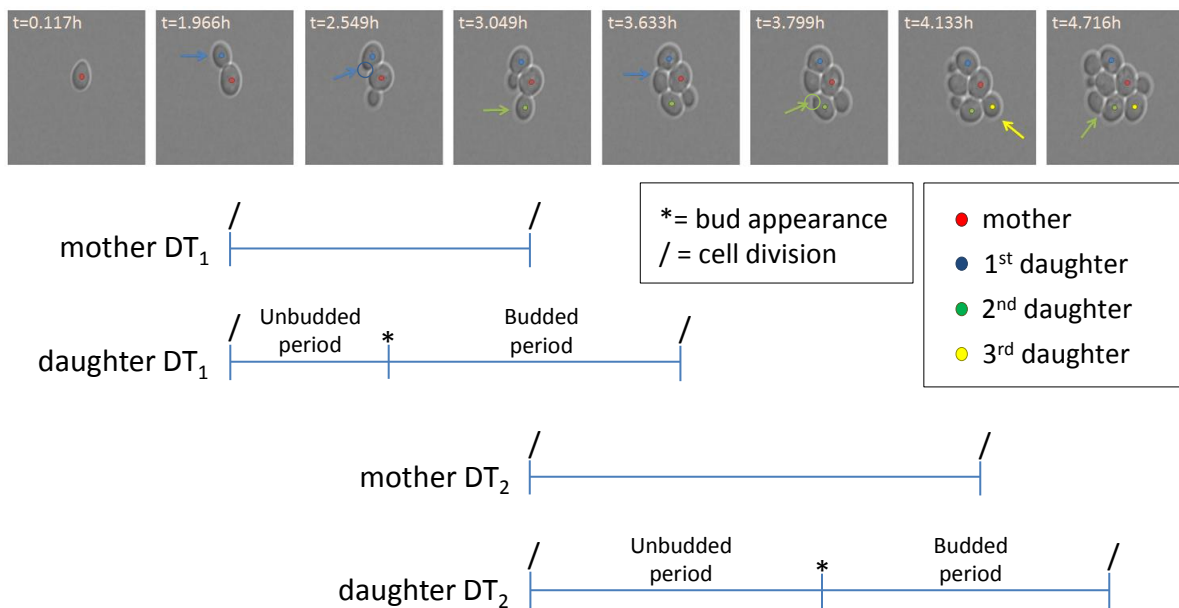 t=0.117h
t=1.966h
t=2.549h
t=3.049h
t=3.633h
t=3.799h
t=4.133h
t=4.716h
/ /
mother DT₁
*= bud appearance
/ = cell division
mother
1st daughter
2nd daughter
3rd daughter
/ Unbudded period * Budded period /
daughter DT₁
/ /
mother DT₂
/ Unbudded period * Budded period /
daughter DT₂